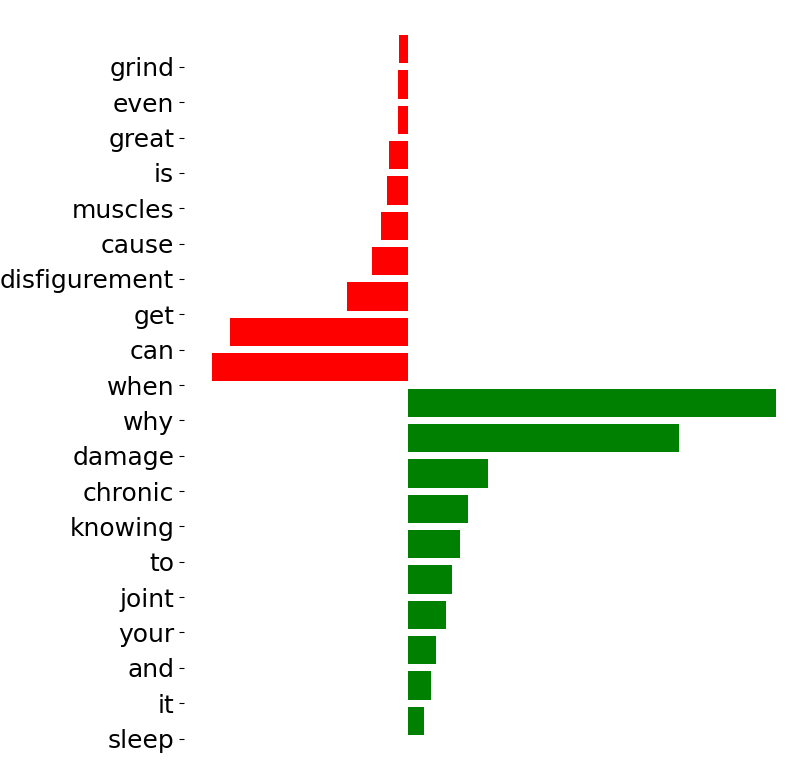 grind
even
great
is
muscles
cause
disfigurement
get
can
when
why
damage
chronic
knowing
to
joint
your
and
it
sleep